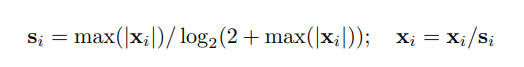 s_i = max(|x_i|)/ log_2(2 + max(|x_i|)); x_i = x_i/s_i